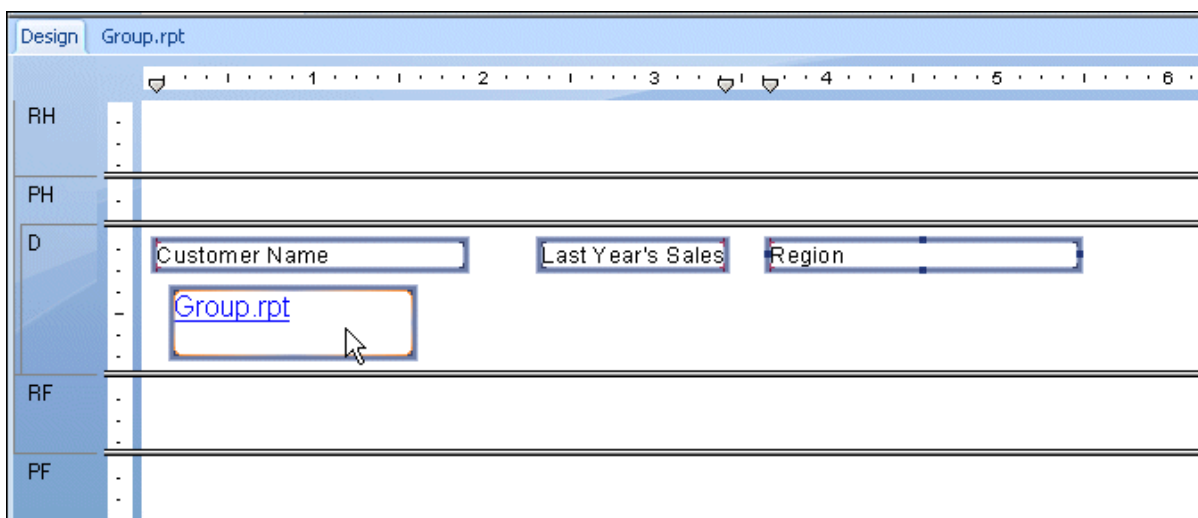 Design Group.rpt
1 2 3 4 5 6
RH
PH
D
Customer Name Last Year's Sales Region
Group.rpt
RF
PF